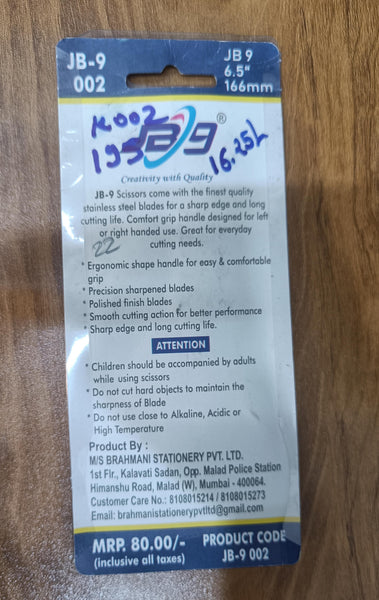 JB-9
002
JB 9
6.5"
166mm
K002
195
JB9®
16.25L
Creativity with Quality
JB-9 Scissors come with the finest quality
stainless steel blades for a sharp edge and long
cutting life. Comfort grip handle designed for left
or right handed use. Great for everyday
cutting needs.
22
* Ergonomic shape handle for easy & comfortable
grip
* Precision sharpened blades
* Polished finish blades
* Smooth cutting action for better performance
* Sharp edge and long cutting life.
ATTENTION
* Children should be accompanied by adults
while using scissors
* Do not cut hard objects to maintain the
sharpness of Blade
* Do not use close to Alkaline, Acidic or
High Temperature
Product By :
M/S BRAHMANI STATIONERY PVT. LTD.
1st Flr., Kalavati Sadan, Opp. Malad Police Station
Himanshu Road, Malad (W), Mumbai - 400064.
Customer Care No.: 8108015214 / 8108015273
Email: brahmanistationerypvtltd@gmail.com
MRP. 80.00/-
(inclusive all taxes)
PRODUCT CODE
JB-9 002